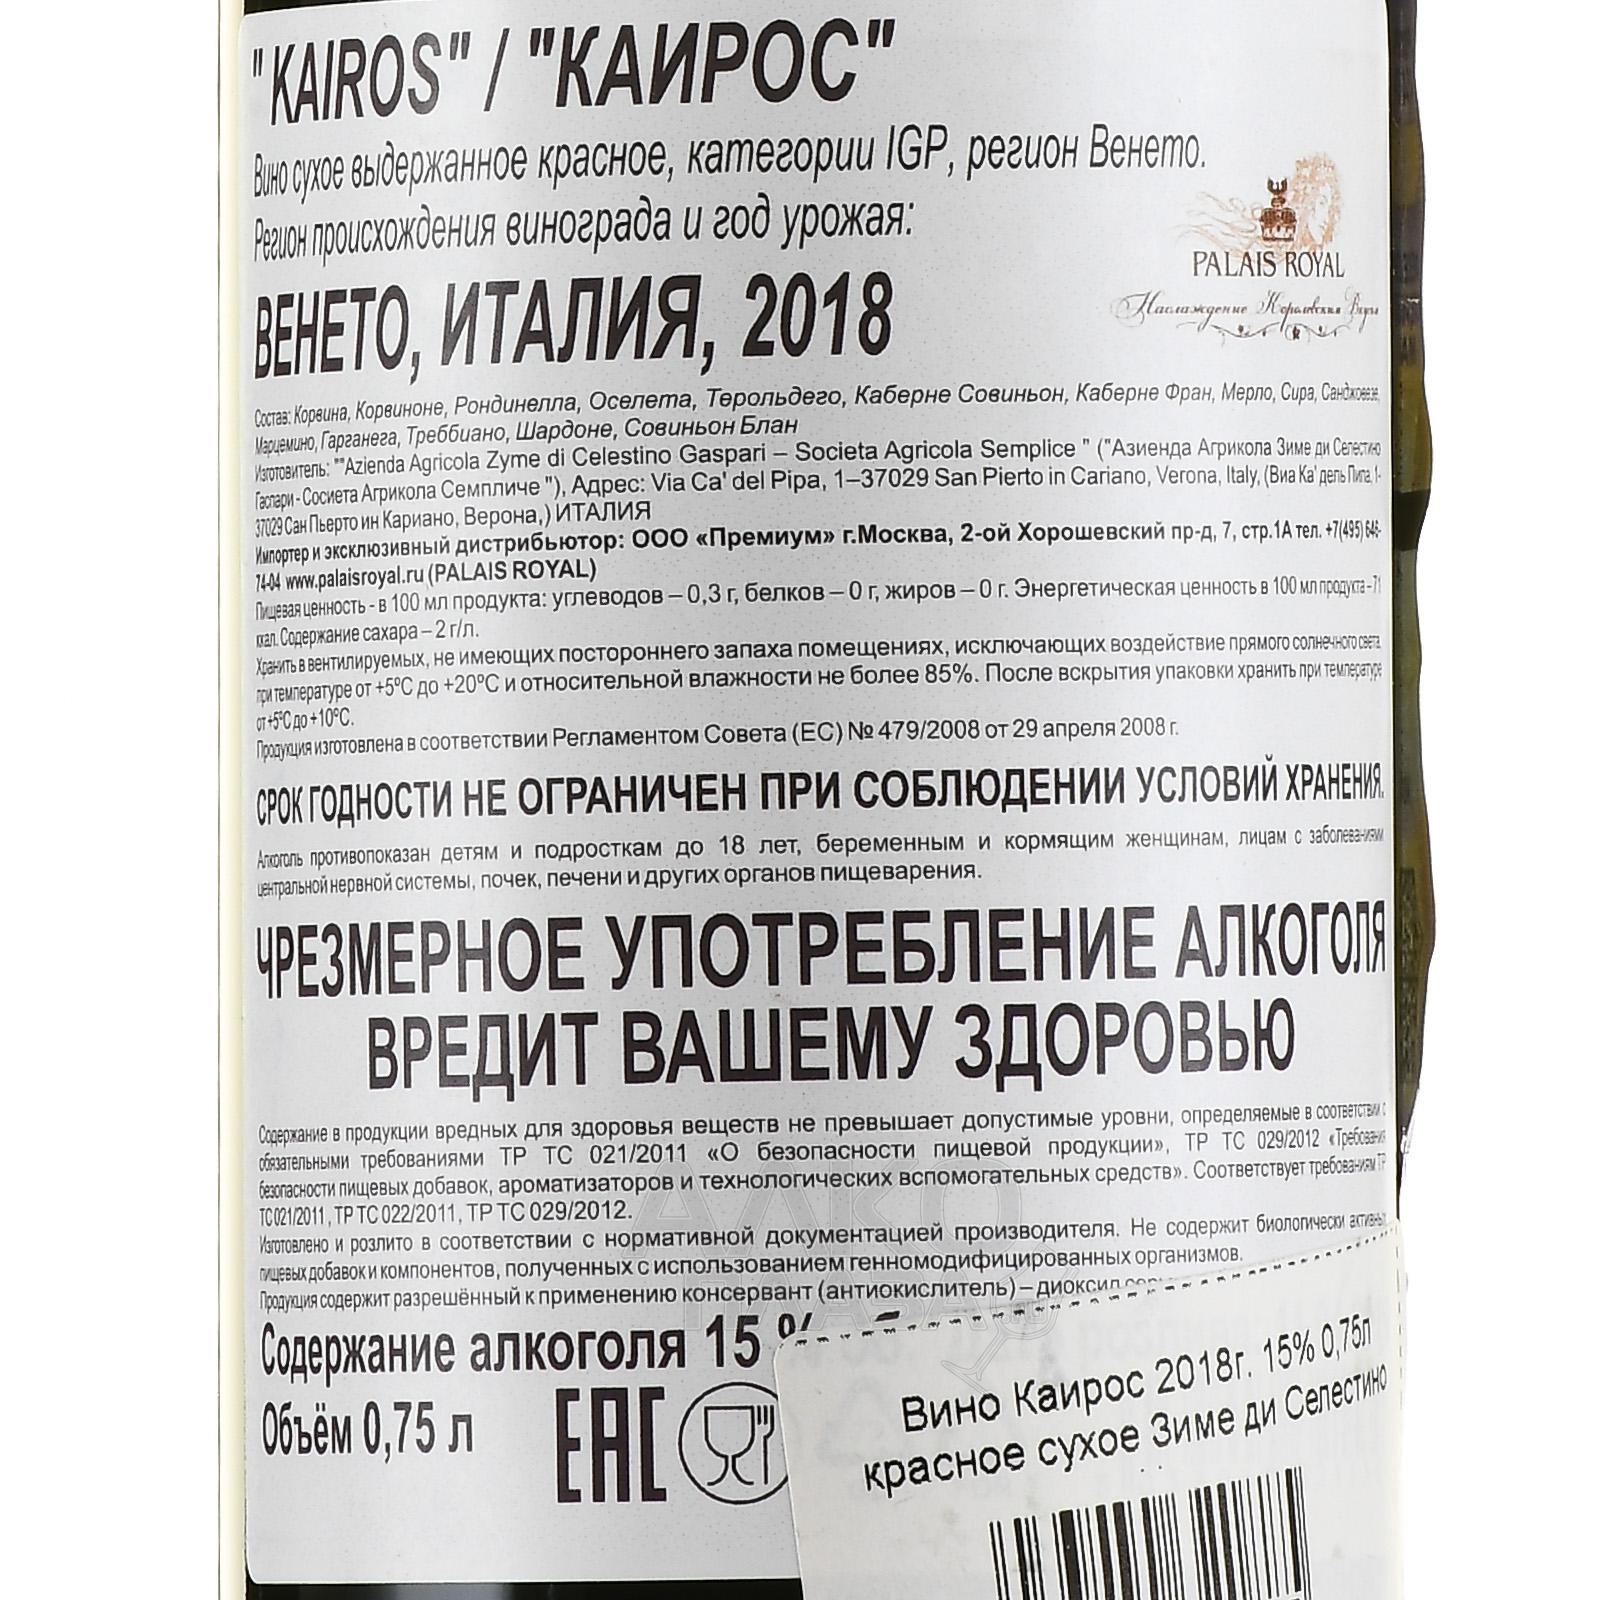 "KAIROS" / "КАИРОС"
Вино сухое выдержанное красное, категории IGP, регион Венето.
Регион происхождения винограда и год урожая:
PALAIS ROYAL
Наслаждение Королевских Вкусов
ВЕНЕТО, ИТАЛИЯ, 2018
Состав: Корвина, Корвиноне, Рондинелла, Оселета, Терольдего, Каберне Совиньон, Каберне Фран, Мерло, Сира, Санджовезе,
Марцемино, Гарганега, Треббиано, Шардоне, Совиньон Блан
Изготовитель: ""Azienda Agricola Zyme di Celestino Gaspari – Societa Agricola Semplice " ("Азиенда Агрикола Зиме ди Селестино
Гаспари - Сосиета Агрикола Семпличе "), Адрес: Via Ca' del Pipa, 1–37029 San Pierto in Cariano, Verona, Italy, (Виа Ка' дель Пипа, 1-
37029 Сан Пьерто ин Кариано, Верона,) ИТАЛИЯ
Импортер и эксклюзивный дистрибьютор: ООО «Премиум» г.Москва, 2-ой Хорошевский пр-д, 7, стр.1А тел. +7(495) 646-
74-04 www.palaisroyal.ru (PALAIS ROYAL)
Пищевая ценность - в 100 мл продукта: углеводов – 0,3 г, белков – 0 г, жиров – 0 г. Энергетическая ценность в 100 мл продукта –71
ккал. Содержание сахара – 2 г/л.
Хранить в вентилируемых, не имеющих постороннего запаха помещениях, исключающих воздействие прямого солнечного света,
при температуре от +5°С до +20°С и относительной влажности не более 85%. После вскрытия упаковки хранить при температуре
от +5°С до +10°С.
Продукция изготовлена в соответствии Регламентом Совета (ЕС) № 479/2008 от 29 апреля 2008 г.
СРОК ГОДНОСТИ НЕ ОГРАНИЧЕН ПРИ СОБЛЮДЕНИИ УСЛОВИЙ ХРАНЕНИЯ.
Алкоголь противопоказан детям и подросткам до 18 лет, беременным и кормящим женщинам, лицам с заболеваниями
центральной нервной системы, почек, печени и других органов пищеварения.
ЧРЕЗМЕРНОЕ УПОТРЕБЛЕНИЕ АЛКОГОЛЯ
ВРЕДИТ ВАШЕМУ ЗДОРОВЬЮ
Содержание в продукции вредных для здоровья веществ не превышает допустимые уровни, определяемые в соответствии с
обязательными требованиями ТР ТС 021/2011 «О безопасности пищевой продукции», ТР ТС 029/2012 «Требования
безопасности пищевых добавок, ароматизаторов и технологических вспомогательных средств». Соответствует требованиям ТР
ТС 021/2011, ТР ТС 022/2011, ТР ТС 029/2012.
Изготовлено и розлито в соответствии с нормативной документацией производителя. Не содержит биологически активных
пищевых добавок и компонентов, полученных с использованием генномодифицированных организмов.
Продукция содержит разрешённый к применению консервант (антиокислитель) – диоксид
Содержание алкоголя 15 %
Объём 0,75 л
EAC
АЛКО
ПЛАЗА
Вино Каирос 2018г. 15% 0,75л
красное сухое Зиме ди Селестино